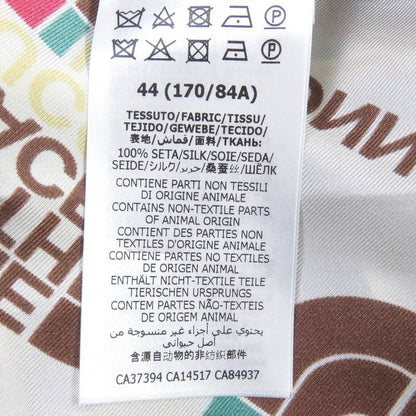 44 (170/84A)
TESSUTO/FABRIC/TISSU/
TEJIDO/GEWEBE/TECIDO/
表地/قماش/面料/ТКАНЬ:
100% SETA/SILK/SOIE/SEDA/
SEIDE/シルク/حرير/桑蚕丝/ШЁЛК
CONTIENE PARTI NON TESSILI
DI ORIGINE ANIMALE
CONTAINS NON-TEXTILE PARTS
OF ANIMAL ORIGIN
CONTIENT DES PARTIES NON
TEXTILES D'ORIGINE ANIMALE
CONTIENE PARTES NO TEXTILES
DE ORIGEN ANIMAL
ENTHÄLT NICHT-TEXTILE TEILE
TIERISCHEN URSPRUNGS
CONTEM PARTES NÃO-TEXTEIS
DE ORIGEM ANIMAL
يحتوي على أجزاء غير منسوجة من
أصل حيواني
含源自动物的非纺织部件
CA37394 CA14517 CA84937